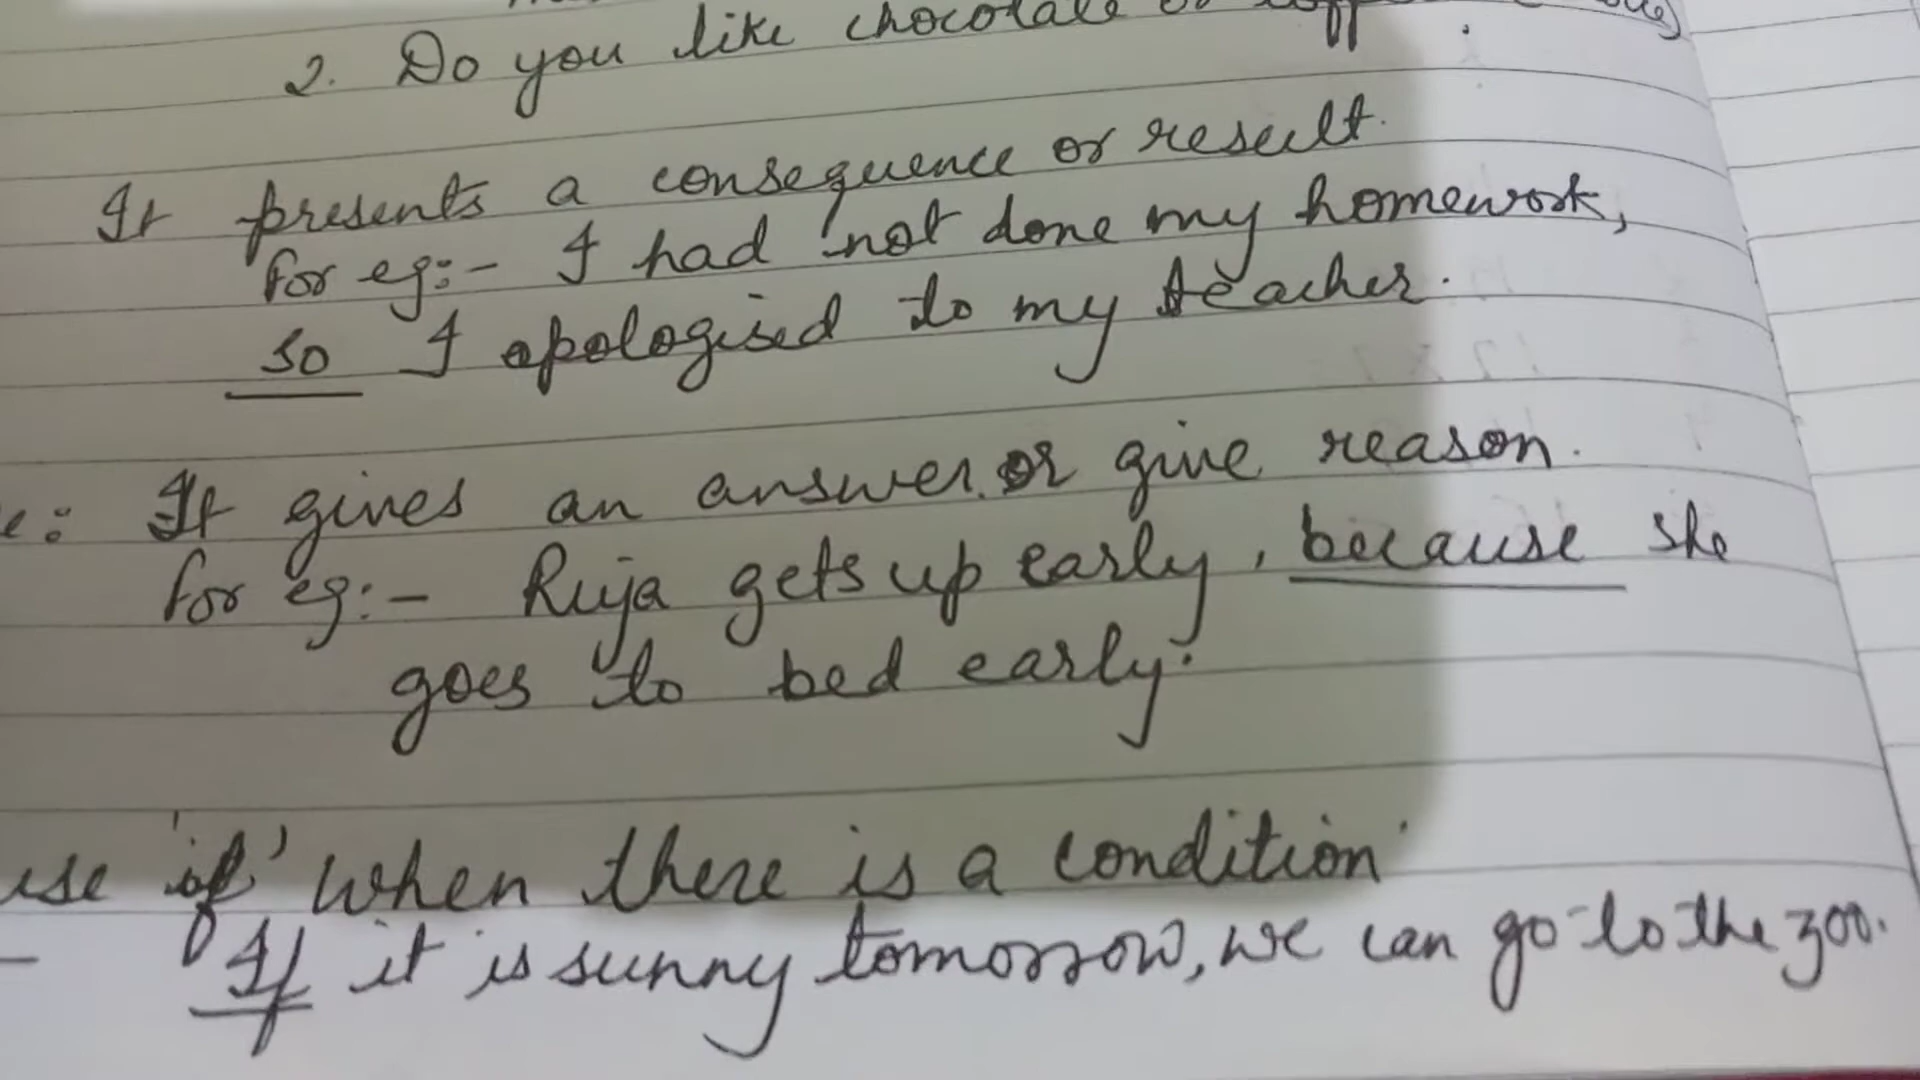 2. Do you like chocolate or
It presents a consequence or result.
for eg:- I had not done my homework,
so I apologised to my teacher.
It gives an answer or give reason.
for eg:- Ruja gets up early, because she
goes to bed early.
use 'if' when there is a condition
If it is sunny tomorrow, we can go to the zoo.